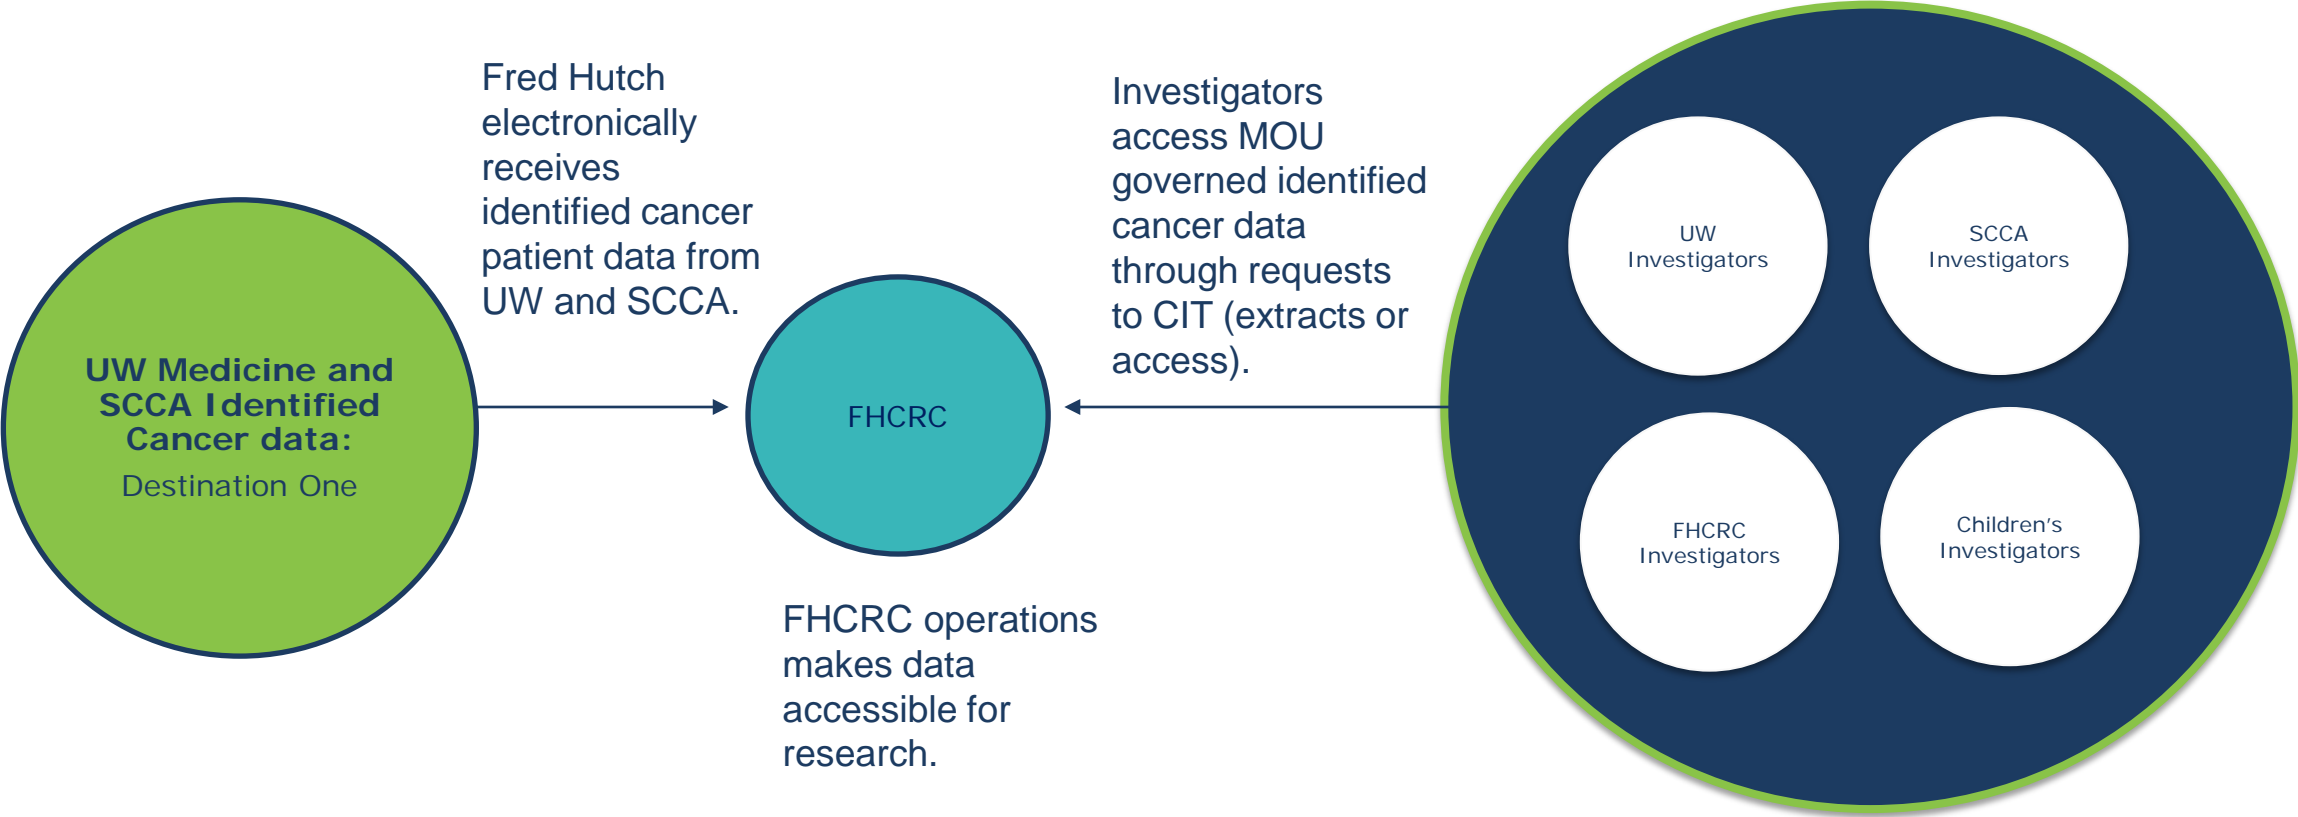 UW Medicine and
SCCA Identified
Cancer data:
Destination One
Fred Hutch
electronically
receives
identified cancer
patient data from
UW and SCCA.
FHCRC
FHCRC operations
makes data
accessible for
research.
Investigators
access MOU
governed identified
cancer data
through requests
to CIT (extracts or
access).
UW
Investigators
SCCA
Investigators
FHCRC
Investigators
Children’s
Investigators